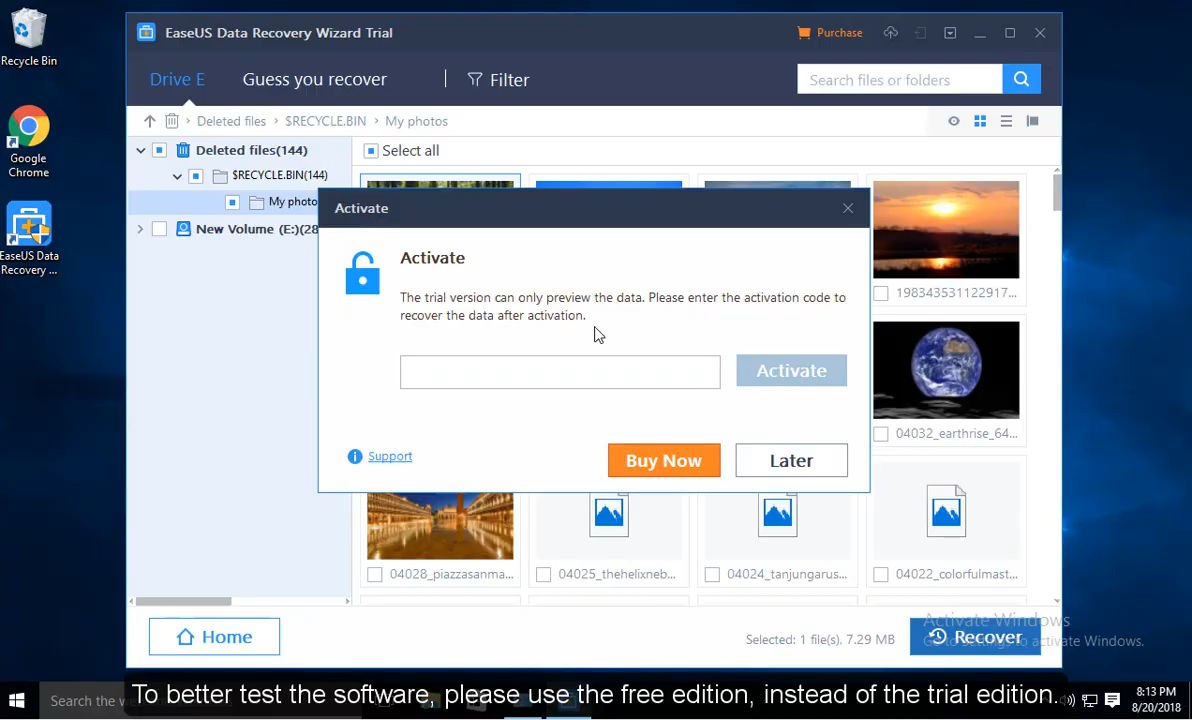 Recycle Bin
Google
Chrome
EaseUS Data
Recovery ...
EaseUS Data Recovery Wizard Trial
Purchase
Drive E
Guess you recover
Filter
Search files or folders
Deleted files
$RECYCLE.BIN
My photos
Deleted files(144)
$RECYCLE.BIN(144)
My photo
New Volume (E:)(28
Select all
198343531122917...
04032_earthrise_64...
04028_piazzasanma...
04025_thehelixneb...
04024_tanjungarus...
04022_colorfulmast...
Activate
Activate
The trial version can only preview the data. Please enter the activation code to
recover the data after activation.
Activate
Support
Buy Now
Later
Home
Selected: 1 file(s), 7.29 MB
Recover
Activate Windows
Go to Settings to activate Windows.
Search the
To better test the software, please use the free edition, instead of the trial edition.
8:13 PM
8/20/2018